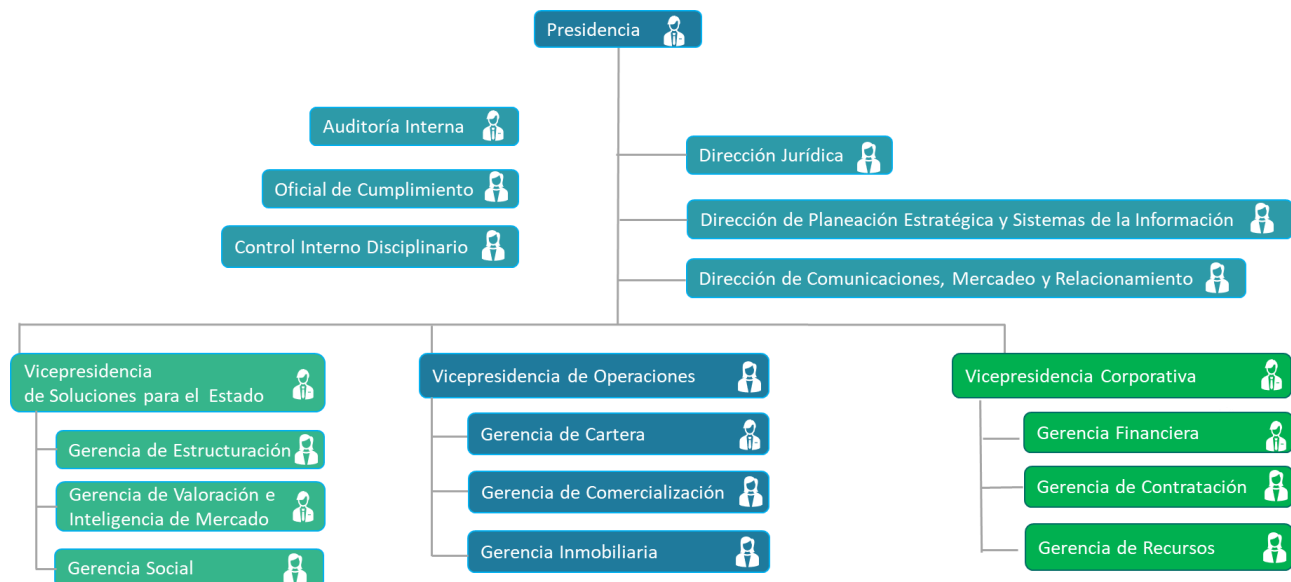 Presidencia
Auditoría Interna
Oficial de Cumplimiento
Control Interno Disciplinario
Dirección Jurídica
Dirección de Planeación Estratégica y Sistemas de la Información
Dirección de Comunicaciones, Mercadeo y Relacionamiento
Vicepresidencia
de Soluciones para el Estado
Gerencia de Estructuración
Gerencia de Valoración e
Inteligencia de Mercado
Gerencia Social
Vicepresidencia de Operaciones
Gerencia de Cartera
Gerencia de Comercialización
Gerencia Inmobiliaria
Vicepresidencia Corporativa
Gerencia Financiera
Gerencia de Contratación
Gerencia de Recursos